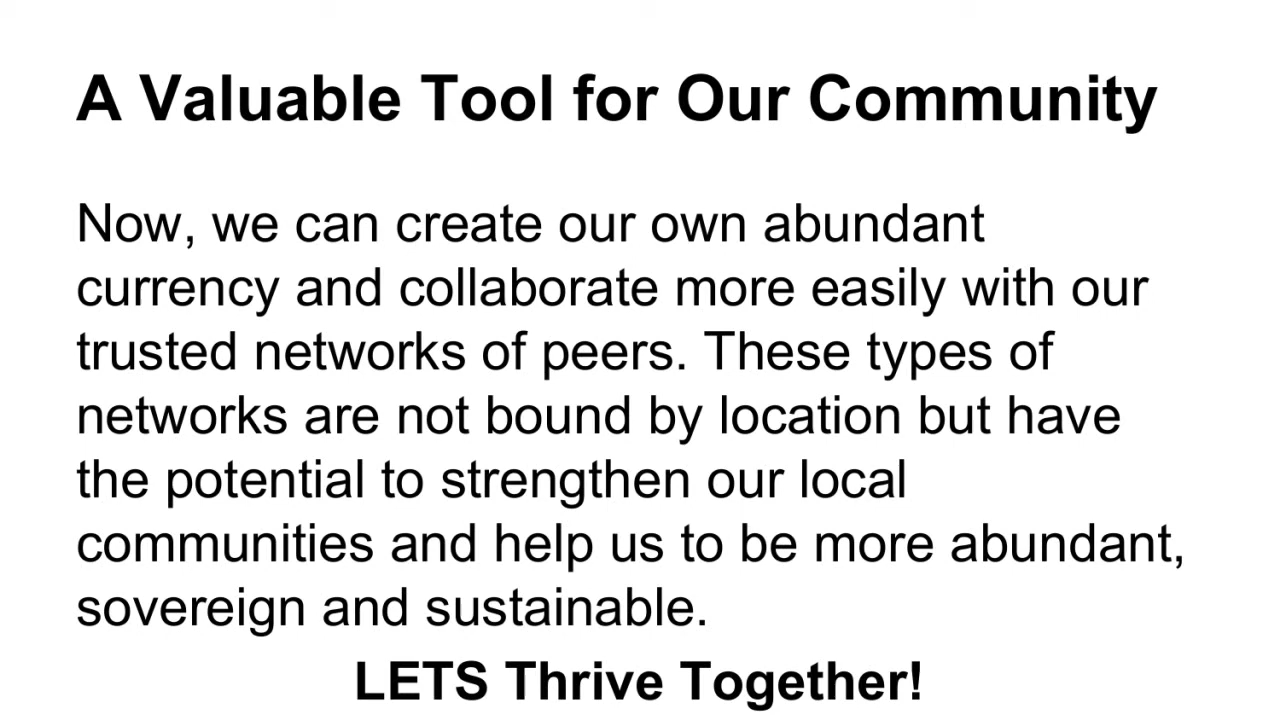 A Valuable Tool for Our Community
Now, we can create our own abundant
currency and collaborate more easily with our
trusted networks of peers. These types of
networks are not bound by location but have
the potential to strengthen our local
communities and help us to be more abundant,
sovereign and sustainable.
LETS Thrive Together!